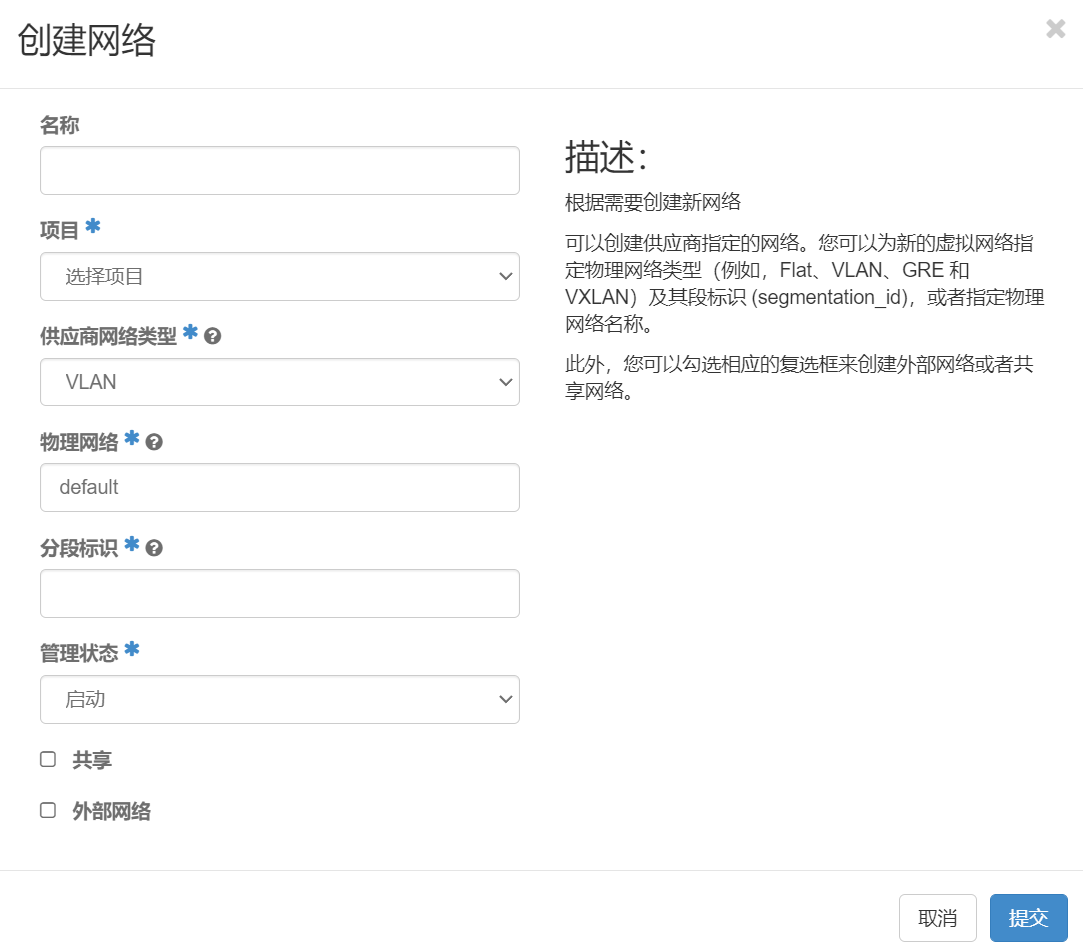 创建网络
名称
项目 *
选择项目
供应商网络类型 *
VLAN
物理网络 *
default
分段标识 *
管理状态 *
启动
共享
外部网络
描述：
根据需要创建新网络
可以创建供应商指定的网络。您可以为新的虚拟网络指
定物理网络类型（例如，Flat、VLAN、GRE 和
VXLAN）及其段标识 (segmentation_id)，或者指定物理
网络名称。
此外，您可以勾选相应的复选框来创建外部网络或者共
享网络。
取消
提交